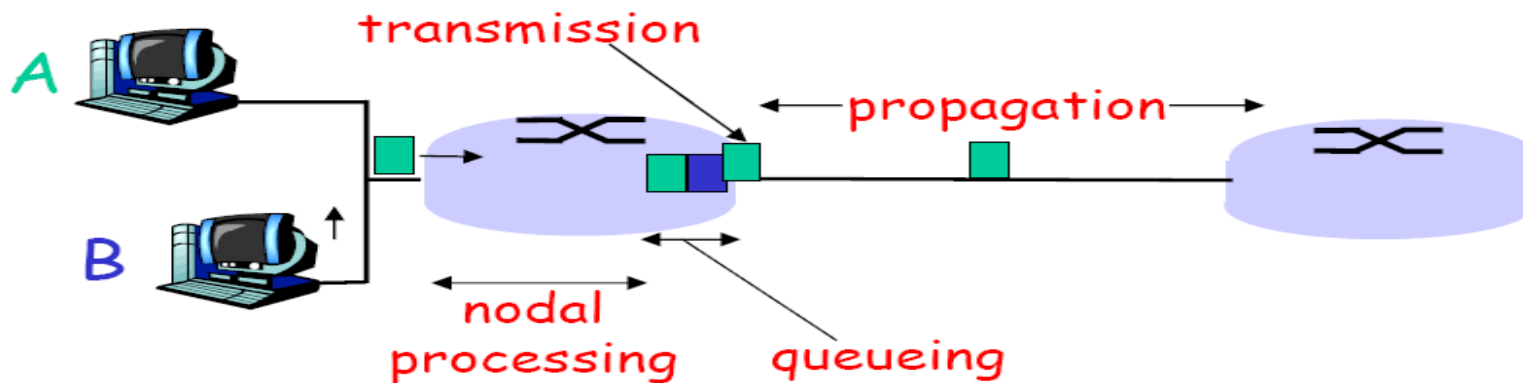 transmission
A
propagation
B
nodal
processing
queueing